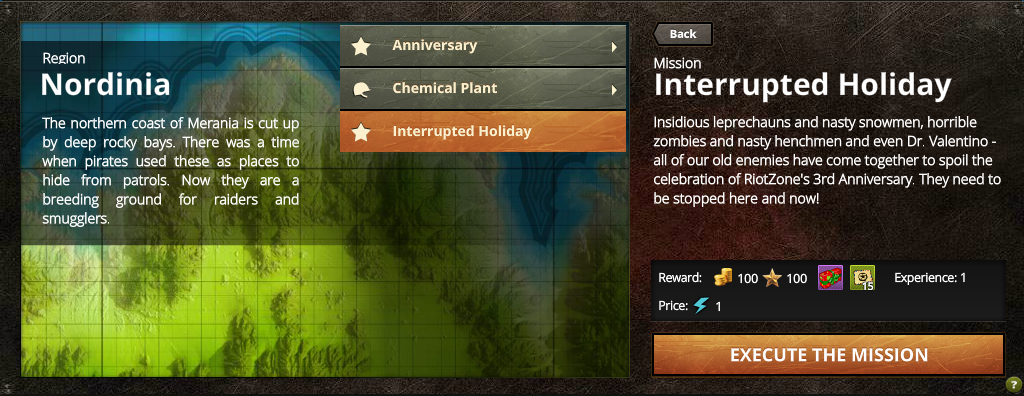 Region
Nordinia
The northern coast of Merania is cut up
by deep rocky bays. There was a time
when pirates used these as places to
hide from patrols. Now they are a
breeding ground for raiders and
smugglers.
Anniversary
Chemical Plant
Interrupted Holiday
Back
Mission
Interrupted Holiday
Insidious leprechauns and nasty snowmen, horrible
zombies and nasty henchmen and even Dr. Valentino -
all of our old enemies have come together to spoil the
celebration of RiotZone's 3rd Anniversary. They need to
be stopped here and now!
Reward: 100 100 15 Experience: 1
Price: 1
EXECUTE THE MISSION
?